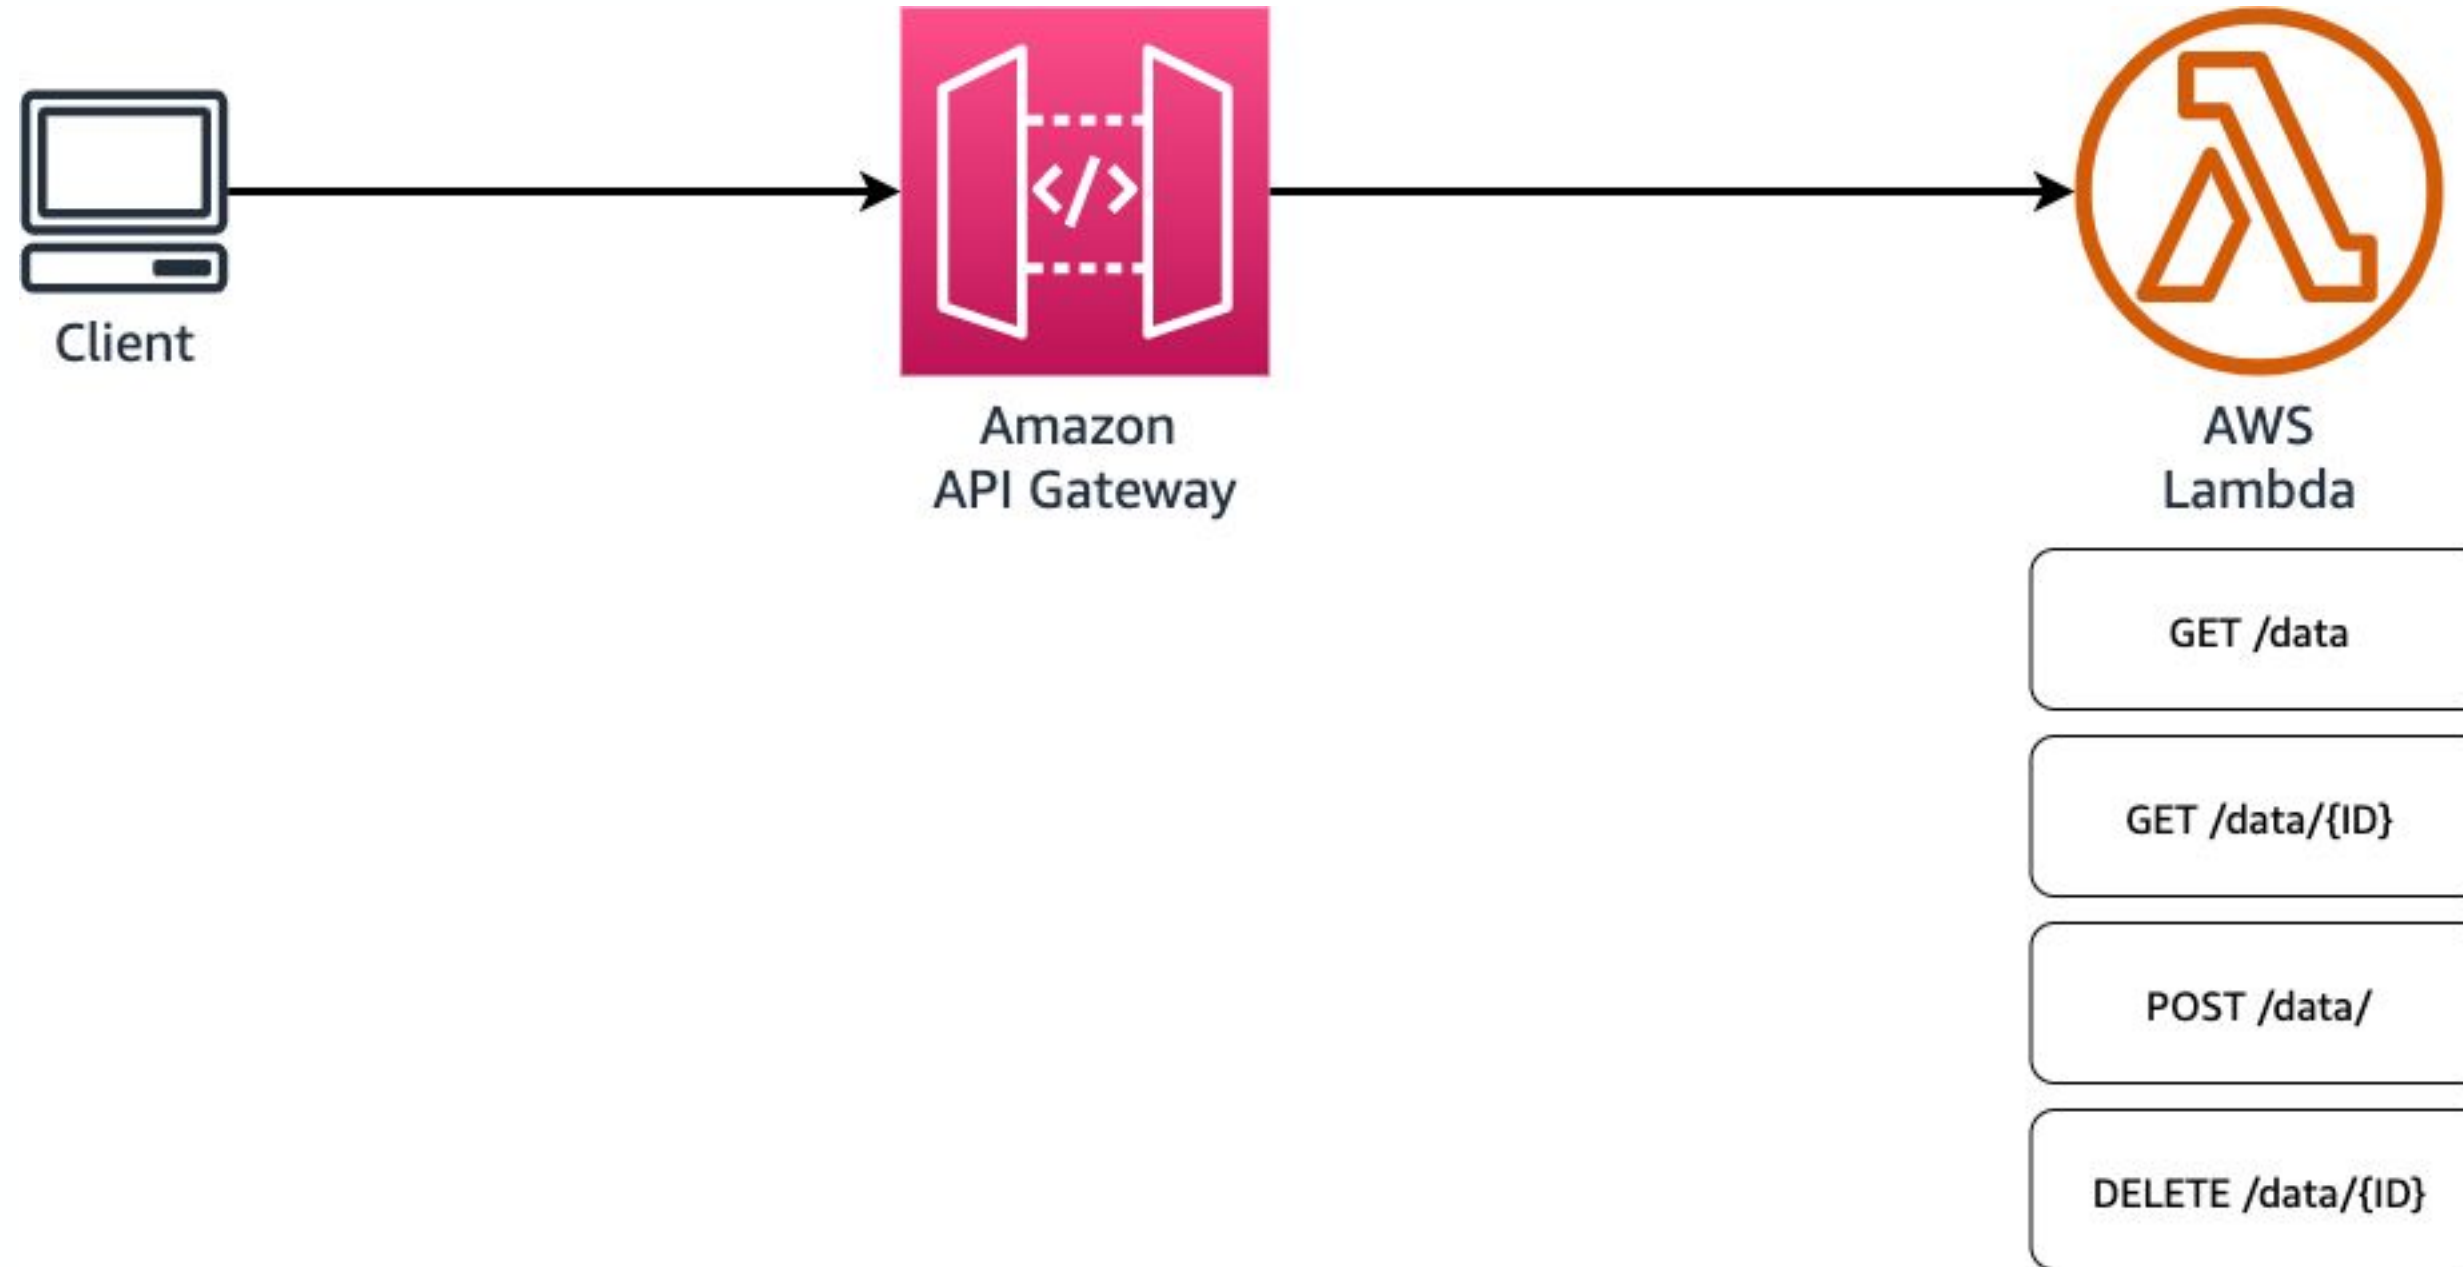 Client
Amazon
API Gateway
AWS
Lambda
GET /data
GET /data/{ID}
POST /data/
DELETE /data/{ID}